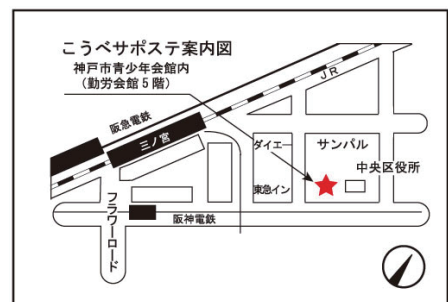 こうべサポステ案内図
神戸市青少年会館内
（勤労会館5階）
JR
阪急電鉄
三ノ宮
ダイエー
サンパル
中央区役所
東急イン
フラワーロード
阪神電鉄